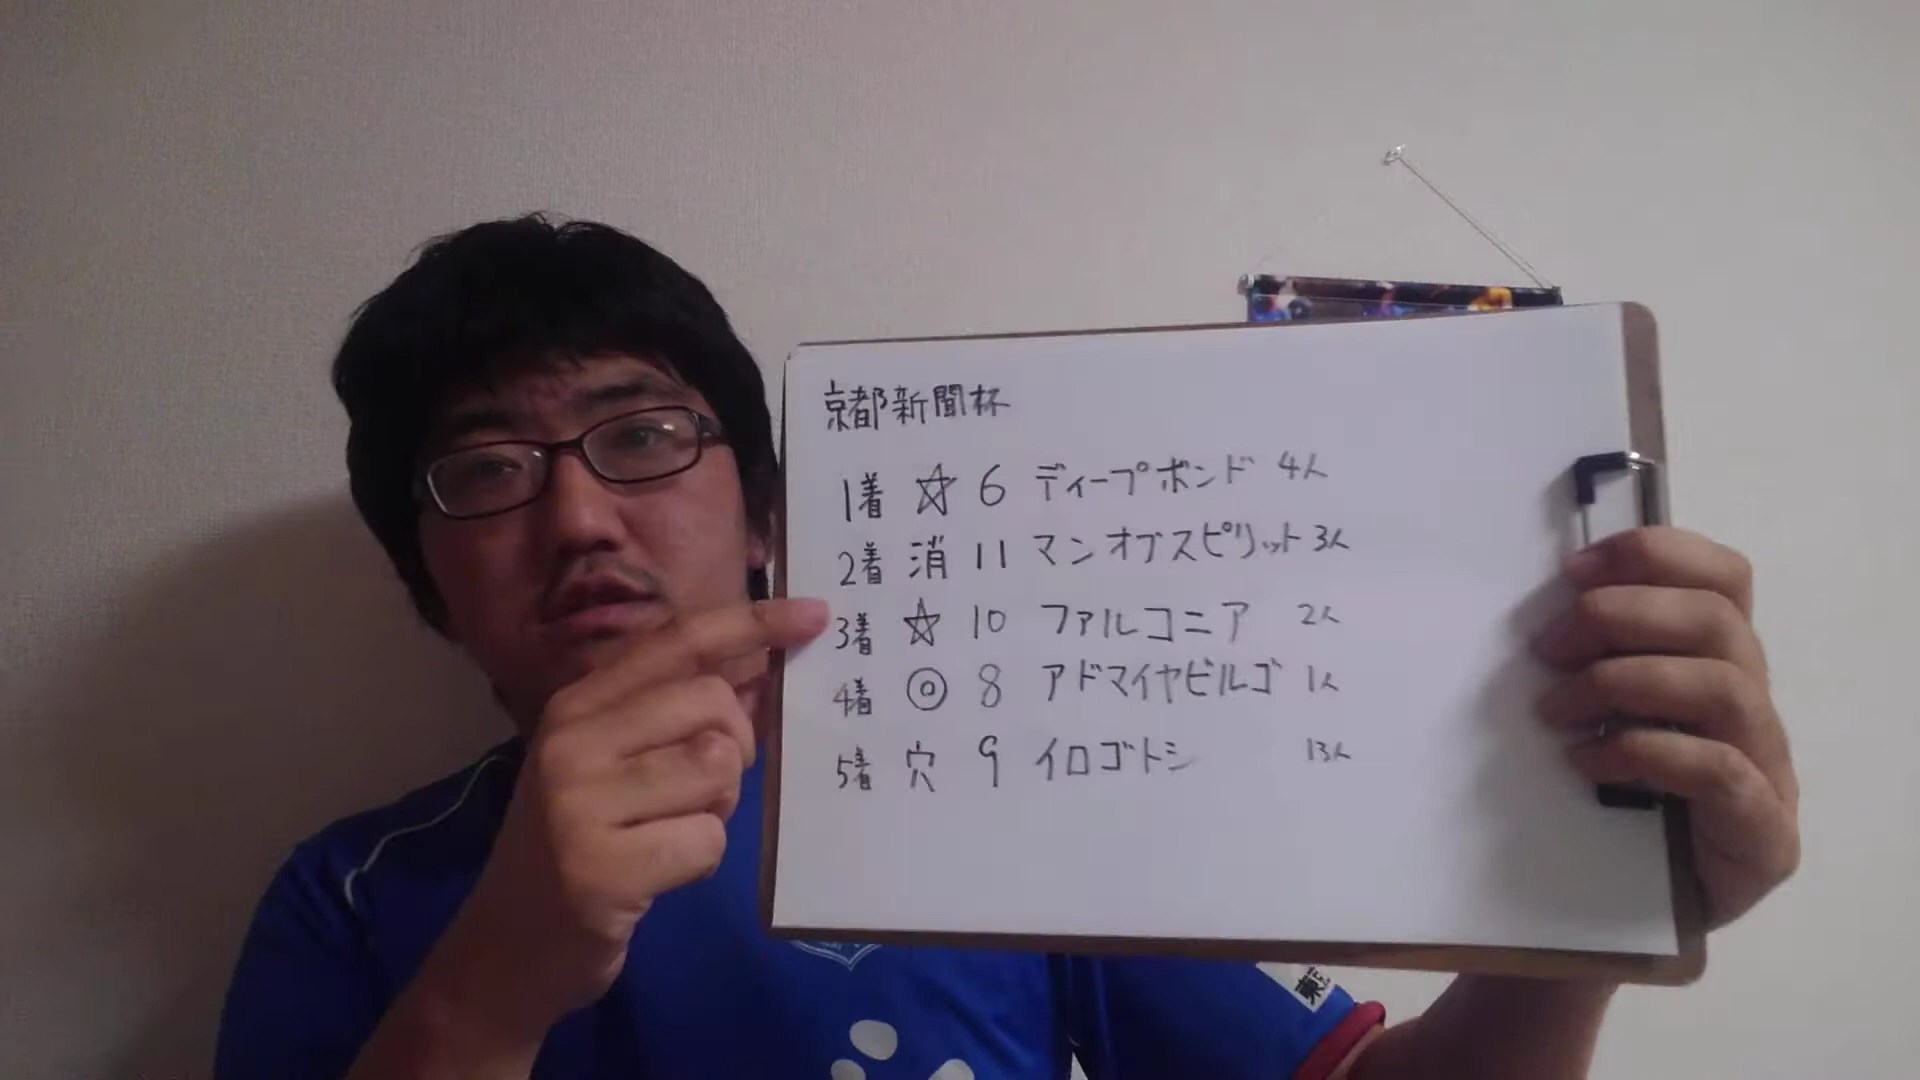 京都新聞杯
1着 ☆ 6 ディープボンド 4人
2着 消 11 マンオブスピリット 3人
3着 ☆ 10 ファルコニア 2人
4着 ◎ 8 アドマイヤビルゴ 1人
5着 穴 9 イロゴトシ 13人
東